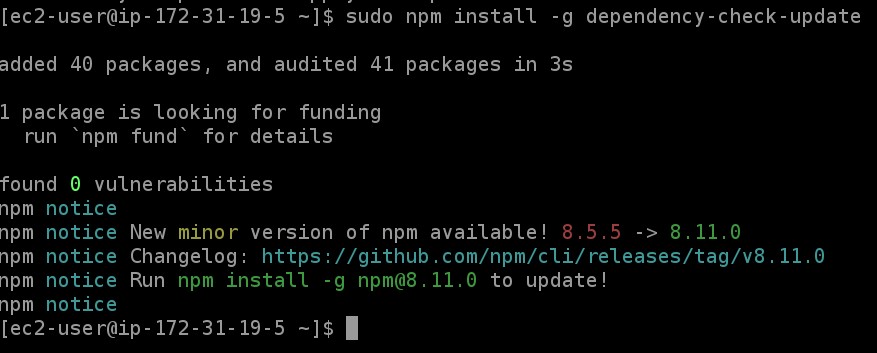 [ec2-user@ip-172-31-19-5 ~]$ sudo npm install -g dependency-check-update
added 40 packages, and audited 41 packages in 3s
1 package is looking for funding
run `npm fund` for details
found 0 vulnerabilities
npm notice
npm notice New minor version of npm available! 8.5.5 -> 8.11.0
npm notice Changelog: https://github.com/npm/cli/releases/tag/v8.11.0
npm notice Run npm install -g npm@8.11.0 to update!
npm notice
[ec2-user@ip-172-31-19-5 ~]$